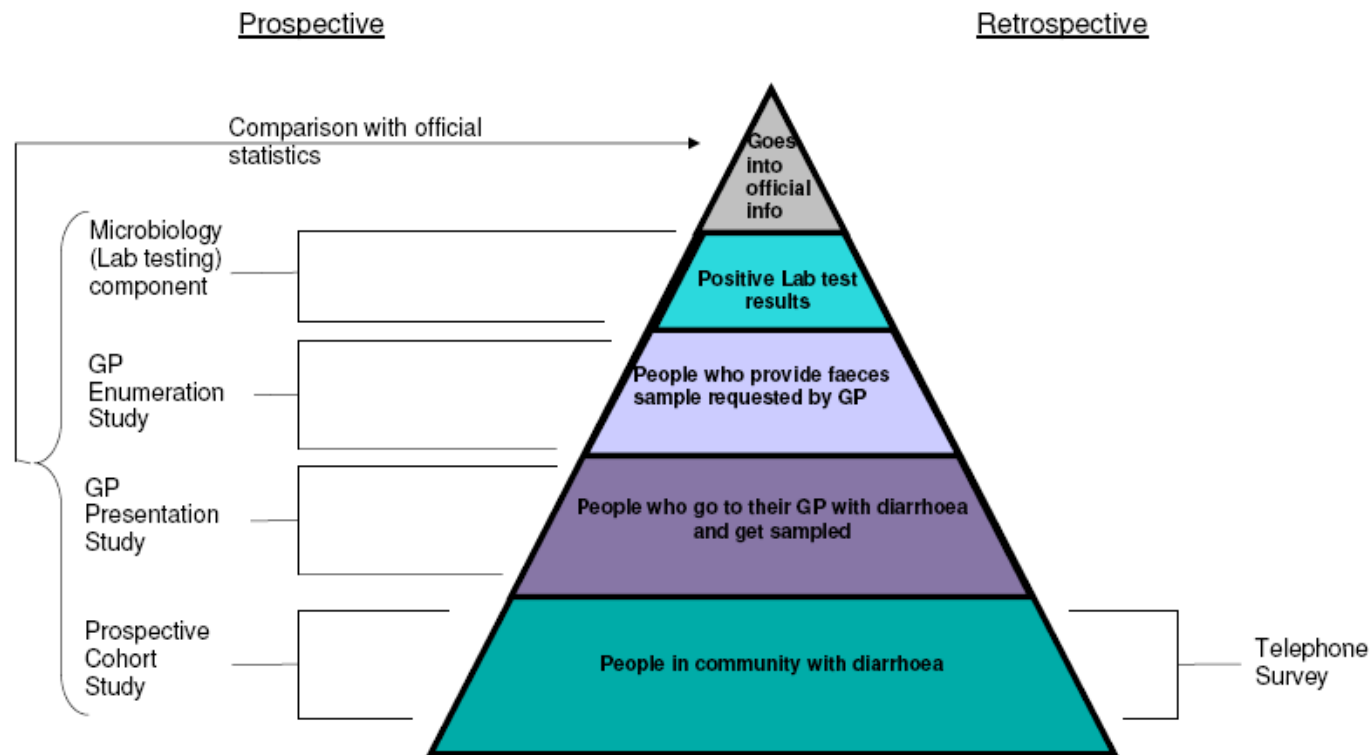 Prospective
Retrospective
Comparison with official
statistics
Goes
into
official
info
Microbiology
(Lab testing)
component
Positive Lab test
results
GP
Enumeration
Study
People who provide faeces
sample requested by GP
GP
Presentation
Study
People who go to their GP with diarrhoea
and get sampled
Prospective
Cohort
Study
People in community with diarrhoea
Telephone
Survey